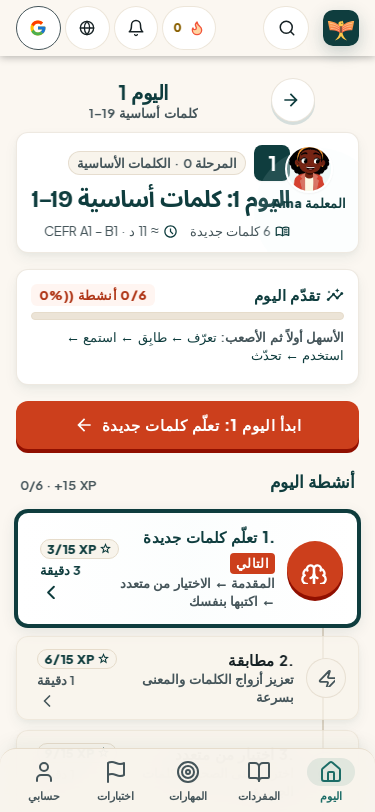 0
اليوم 1
كلمات أساسية 19–1
المرحلة 0 · الكلمات الأساسية
1
اليوم 1: كلمات أساسية 19–1
المعلمة Ama
6 كلمات جديدة
≈ 11 د · CEFR A1 – B1
تقدّم اليوم
0/6 أنشطة ((0%
الأسهل أولاً ثم الأصعب: تعرّف ← طابِق ← استمع ←
استخدم ← تحدّث
ابدأ اليوم 1: تعلّم كلمات جديدة ←
أنشطة اليوم
0/6 · +15 XP
1. تعلّم كلمات جديدة
التالي
المقدمة ← الاختيار من متعدد
← اكتبها بنفسك
3/15 XP ☆
3 دقيقة
2. مطابقة
تعزيز أزواج الكلمات والمعنى
بسرعة
6/15 XP ☆
1 دقيقة
اليوم
المفردات
المهارات
اختبارات
حسابي